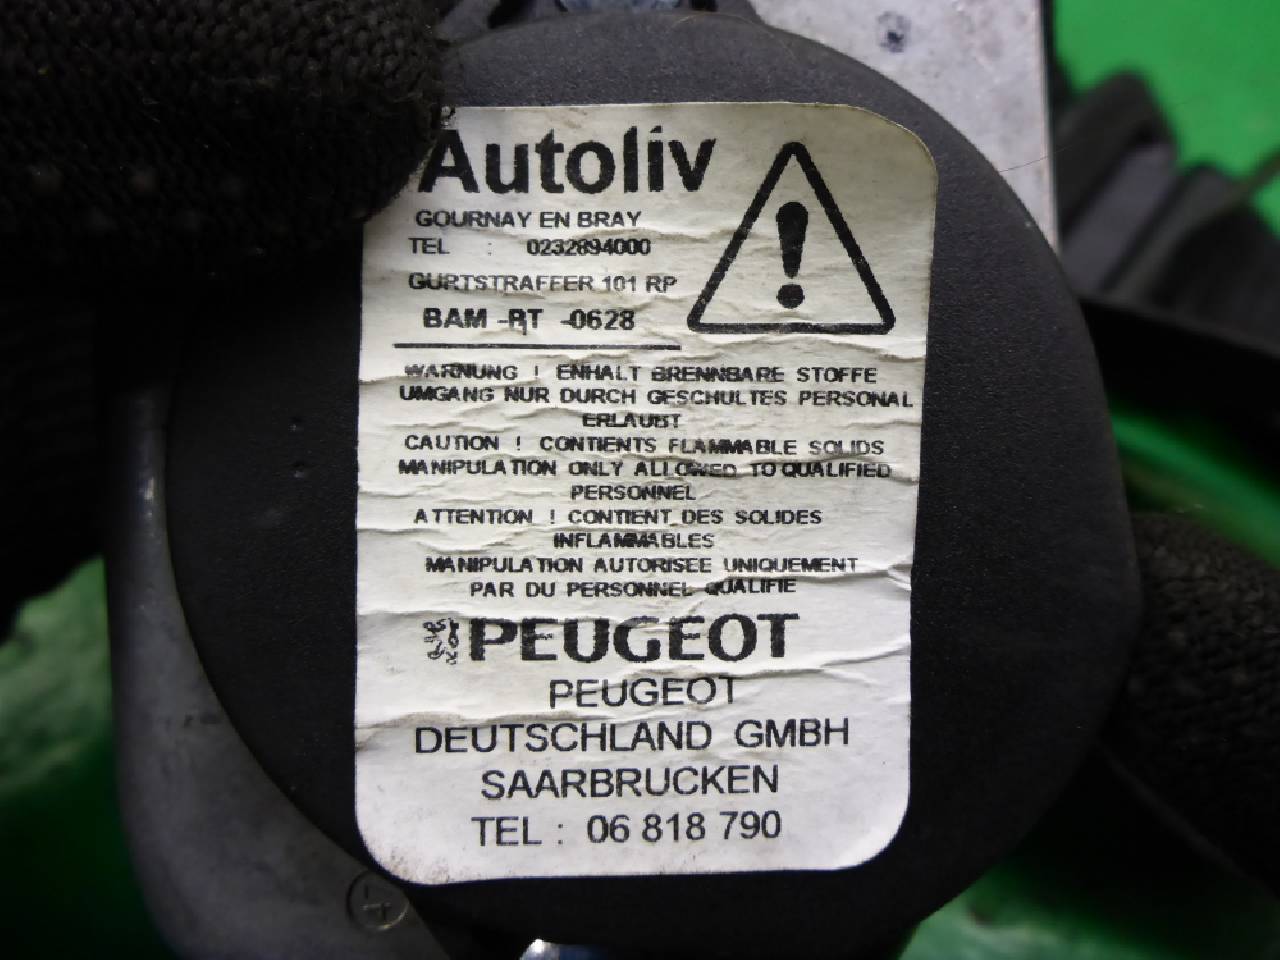 Autoliv
GOURNAY EN BRAY
TEL : 0232894000
GURTSTRAFFER 101 RP
BAM -PT -0628
WARNUNG ! ENHALT BRENNBARE STOFFE
UMGANG NUR DURCH GESCHULTES PERSONAL
ERLAUBT
CAUTION ! CONTIENTS FLAMMABLE SOLIDS
MANIPULATION ONLY ALLOWED TO QUALIFIED
PERSONNEL
ATTENTION ! CONTIENT DES SOLIDES
INFLAMMABLES
MANIPULATION AUTORISEE UNIQUEMENT
PAR DU PERSONNEL QUALIFIE
PEUGEOT
PEUGEOT
DEUTSCHLAND GMBH
SAARBRUCKEN
TEL : 06 818 790